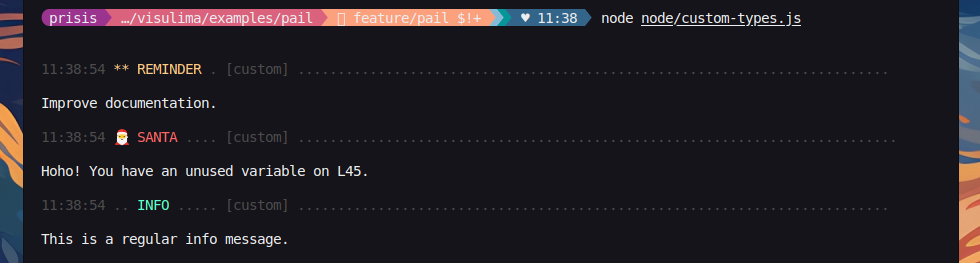 prisis …/visulima/examples/pail feature/pail $!+ ♥ 11:38 node node/custom-types.js
11:38:54 ** REMINDER . [custom] ..........................................................................
Improve documentation.
11:38:54 🎅 SANTA .... [custom] ...........................................................................
Hoho! You have an unused variable on L45.
11:38:54 .. INFO ..... [custom] ..........................................................................
This is a regular info message.